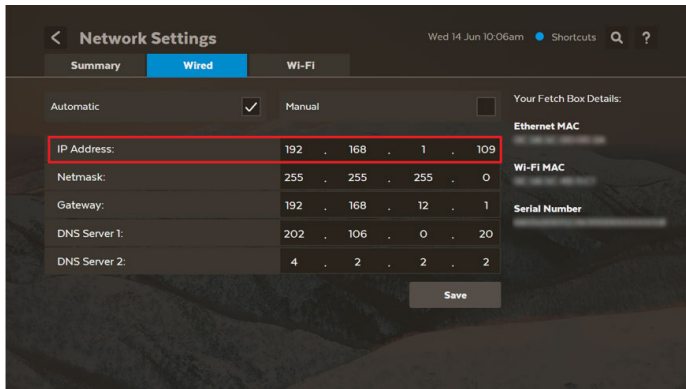 Network Settings
Wed 14 Jun 10:06am Shortcuts ?
Summary Wired Wi-Fi
Automatic Manual
Your Fetch Box Details:
Ethernet MAC
IP Address: 192 . 168 . 1 . 109
Wi-Fi MAC
Netmask: 255 . 255 . 255 . 0
Gateway: 192 . 168 . 12 . 1
Serial Number
DNS Server 1: 202 . 106 . 0 . 20
DNS Server 2: 4 . 2 . 2 . 2
Save